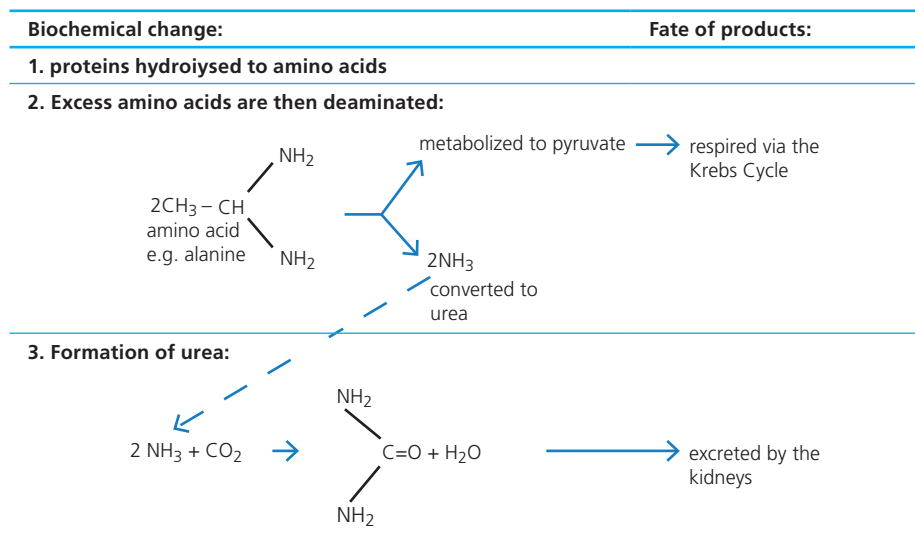 Biochemical change: Fate of products:
1. proteins hydroiysed to amino acids
2. Excess amino acids are then deaminated:
NH2
metabolized to pyruvate
respired via the
Krebs Cycle
2CH3 – CH
amino acid
e.g. alanine
NH2
2NH3
converted to
urea
3. Formation of urea:
NH2
2 NH3 + CO2
C=O + H2O
excreted by the
kidneys
NH2